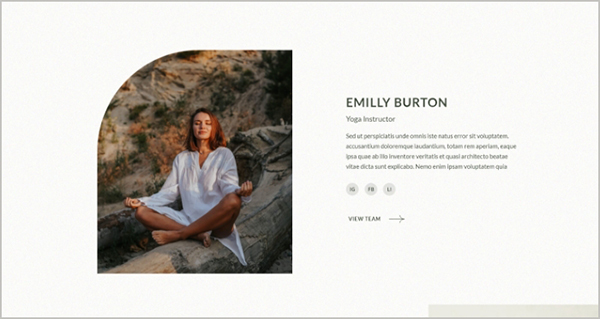 EMILLY BURTON
Yoga Instructor
Sed ut perspiciatis unde omnis iste natus error sit voluptatem,
accusantium doloremque laudantium, totam rem aperiam, eaque
ipsa quae ab illo inventore veritatis et quasi architecto beatae
vitae dicta sunt explicabo. Nemo enim ipsam voluptatem quia
IG FB LI
VIEW TEAM